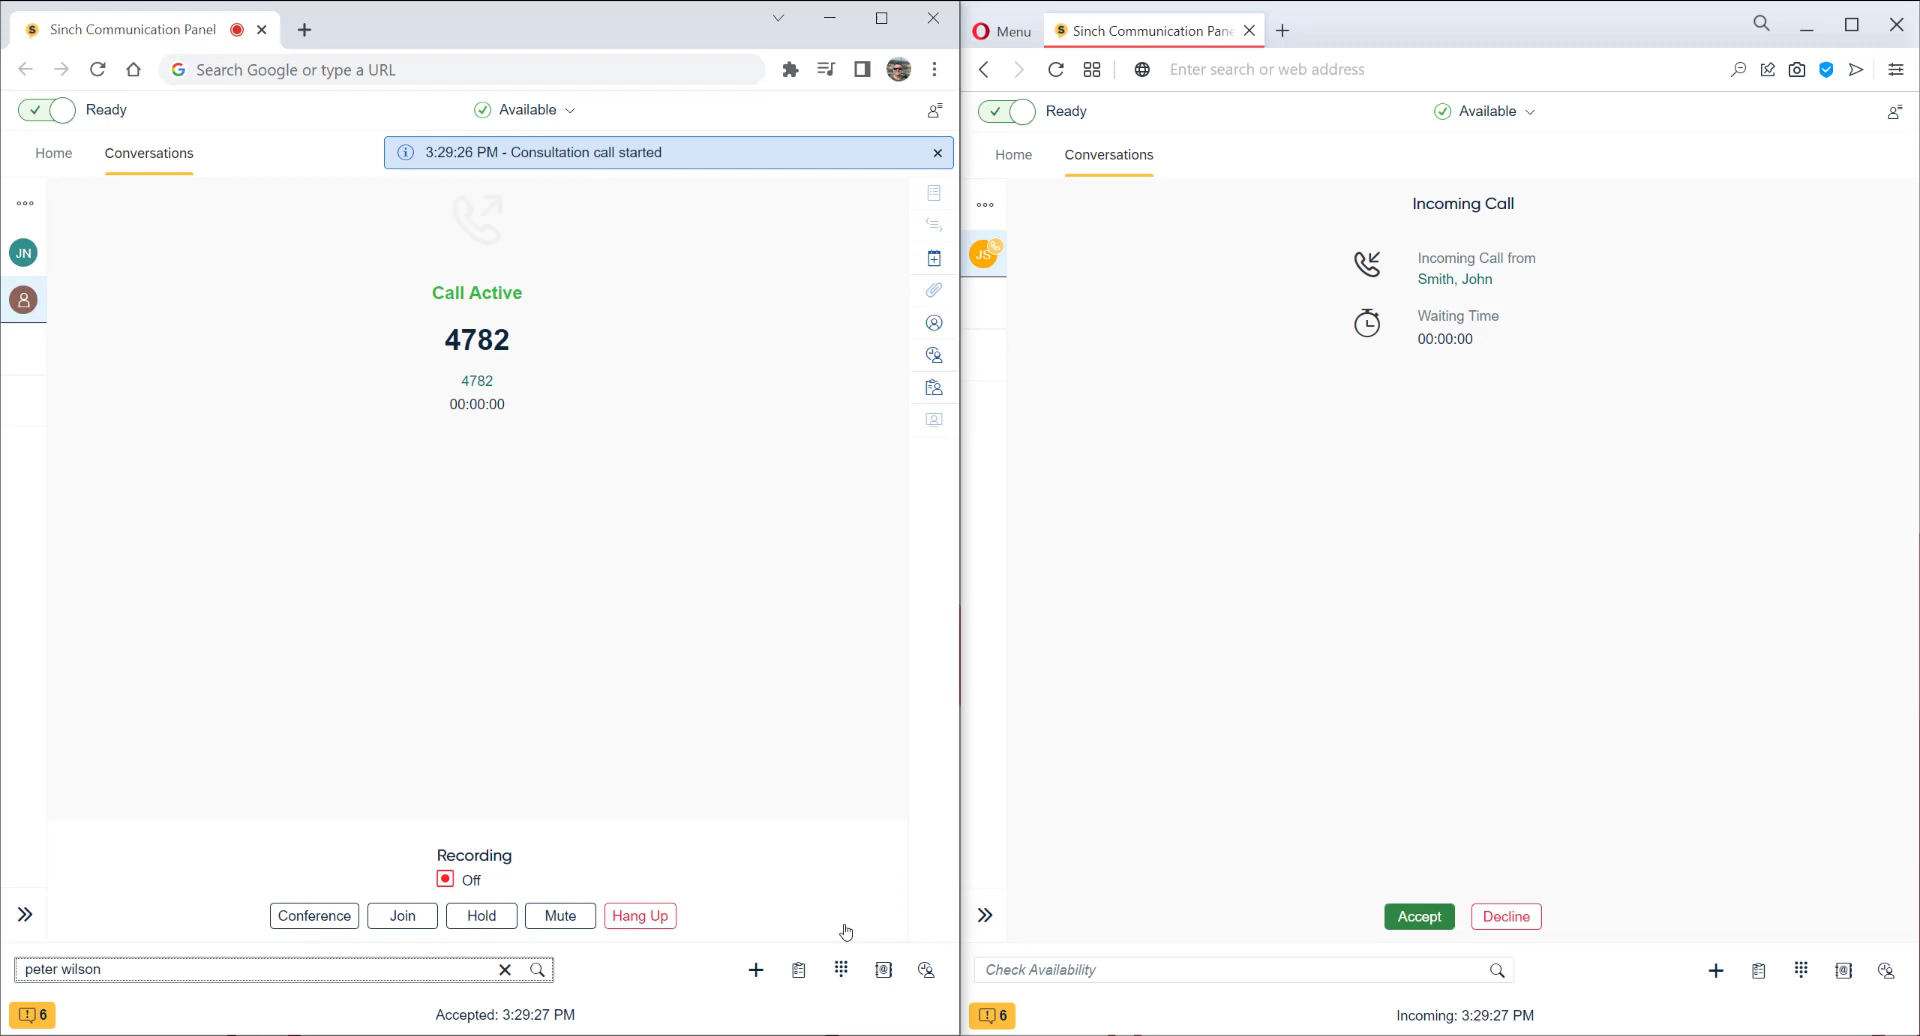 Sinch Communication Panel
Search Google or type a URL
Ready
Available
Home
Conversations
3:29:26 PM - Consultation call started
JN
Call Active
4782
4782
00:00:00
Recording
Off
Conference
Join
Hold
Mute
Hang Up
peter wilson
6
Accepted: 3:29:27 PM
Menu
Sinch Communication Pane
Enter search or web address
Ready
Available
Home
Conversations
JS
Incoming Call
Incoming Call from
Smith, John
Waiting Time
00:00:00
Accept
Decline
Check Availability
6
Incoming: 3:29:27 PM